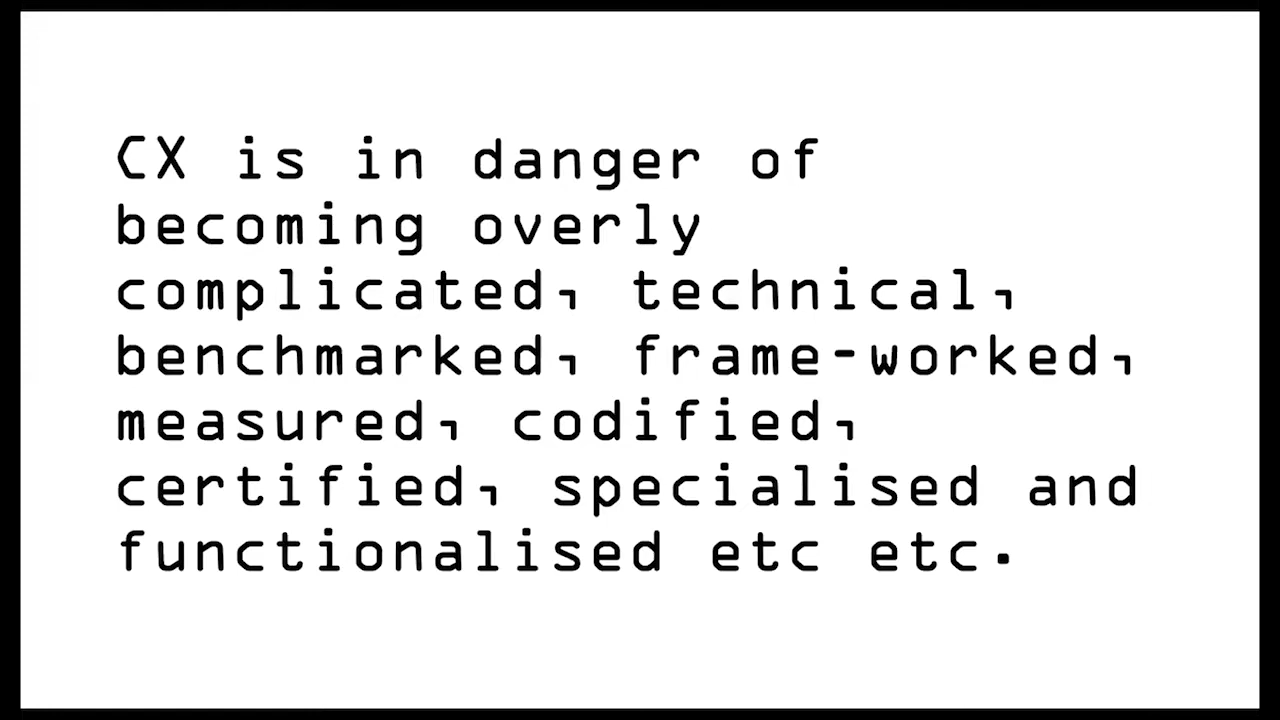 CX is in danger of
becoming overly
complicated, technical,
benchmarked, frame-worked,
measured, codified,
certified, specialised and
functionalised etc etc.